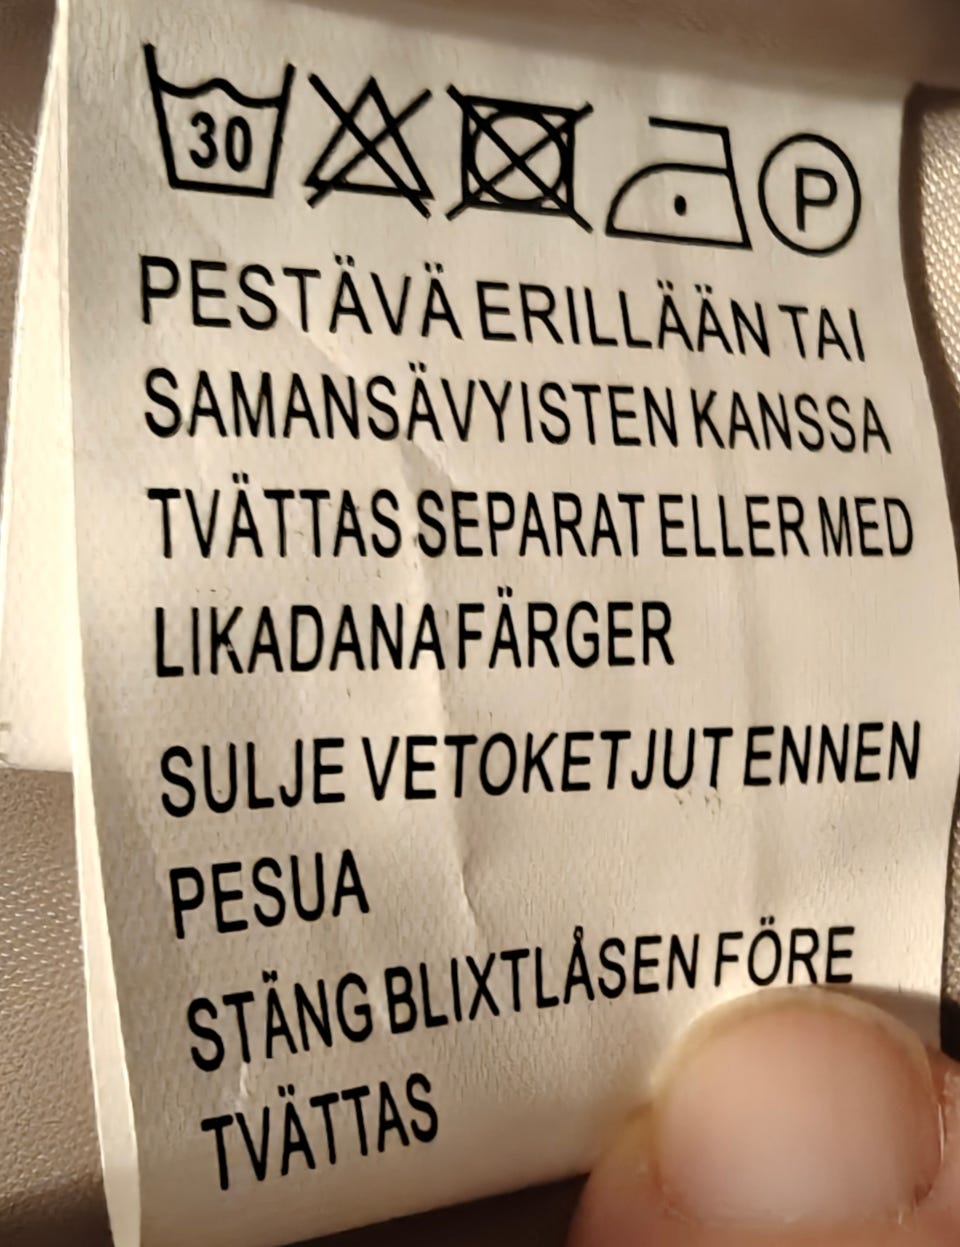 30 P
PESTÄVÄ ERILLÄÄN TAI
SAMANSÄVYISTEN KANSSA
TVÄTTAS SEPARAT ELLER MED
LIKADANA FÄRGER
SULJE VETOKETJUT ENNEN
PESUA
STÄNG BLIXTLÅSEN FÖRE
TVÄTTAS